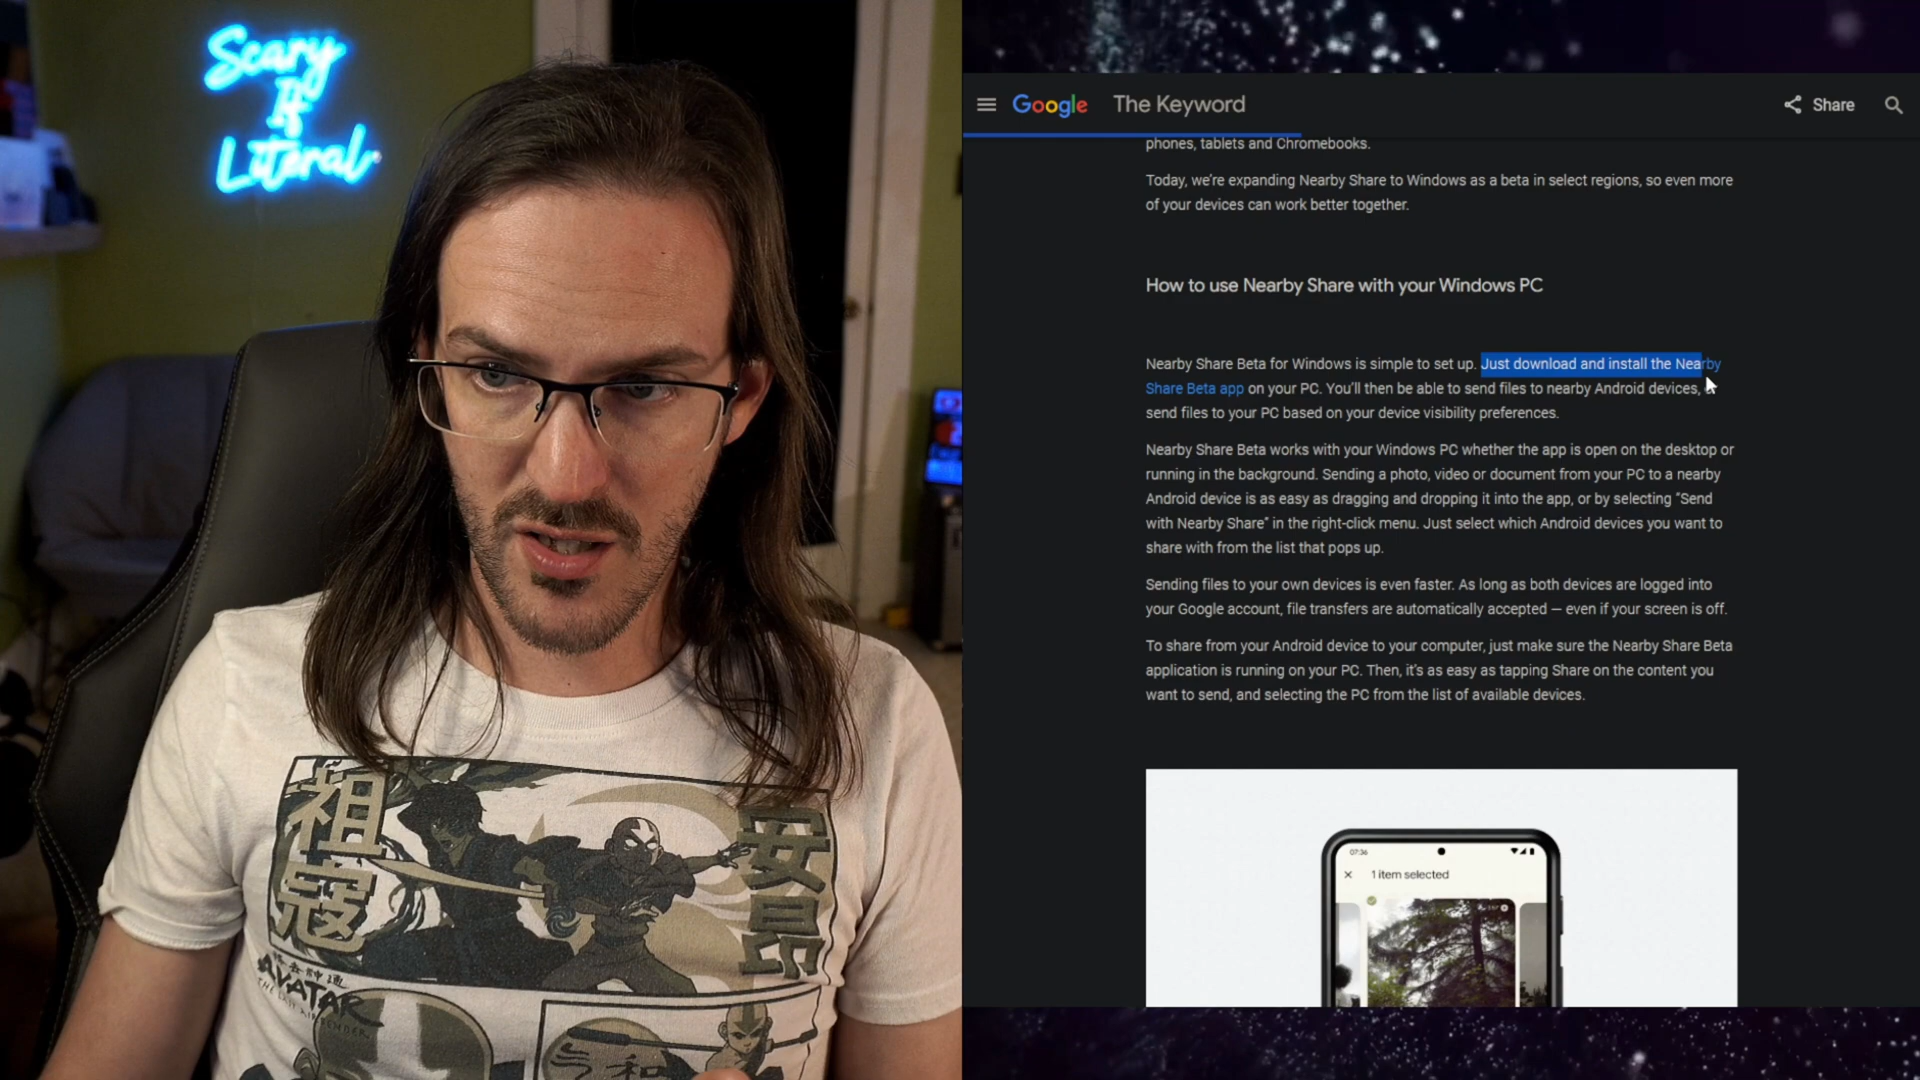 Scary
It
Literal
Google The Keyword
Share
phones, tablets and Chromebooks.
Today, we're expanding Nearby Share to Windows as a beta in select regions, so even more
of your devices can work better together.
How to use Nearby Share with your Windows PC
Nearby Share Beta for Windows is simple to set up. Just download and install the Nearby
Share Beta app on your PC. You'll then be able to send files to nearby Android devices,
send files to your PC based on your device visibility preferences.
Nearby Share Beta works with your Windows PC whether the app is open on the desktop or
running in the background. Sending a photo, video or document from your PC to a nearby
Android device is as easy as dragging and dropping it into the app, or by selecting "Send
with Nearby Share" in the right-click menu. Just select which Android devices you want to
share with from the list that pops up.
Sending files to your own devices is even faster. As long as both devices are logged into
your Google account, file transfers are automatically accepted — even if your screen is off.
To share from your Android device to your computer, just make sure the Nearby Share Beta
application is running on your PC. Then, it's as easy as tapping Share on the content you
want to send, and selecting the PC from the list of available devices.
07:36
1 item selected
祖
寇
安
昂
AVATAR
THE LAST AIRBENDER